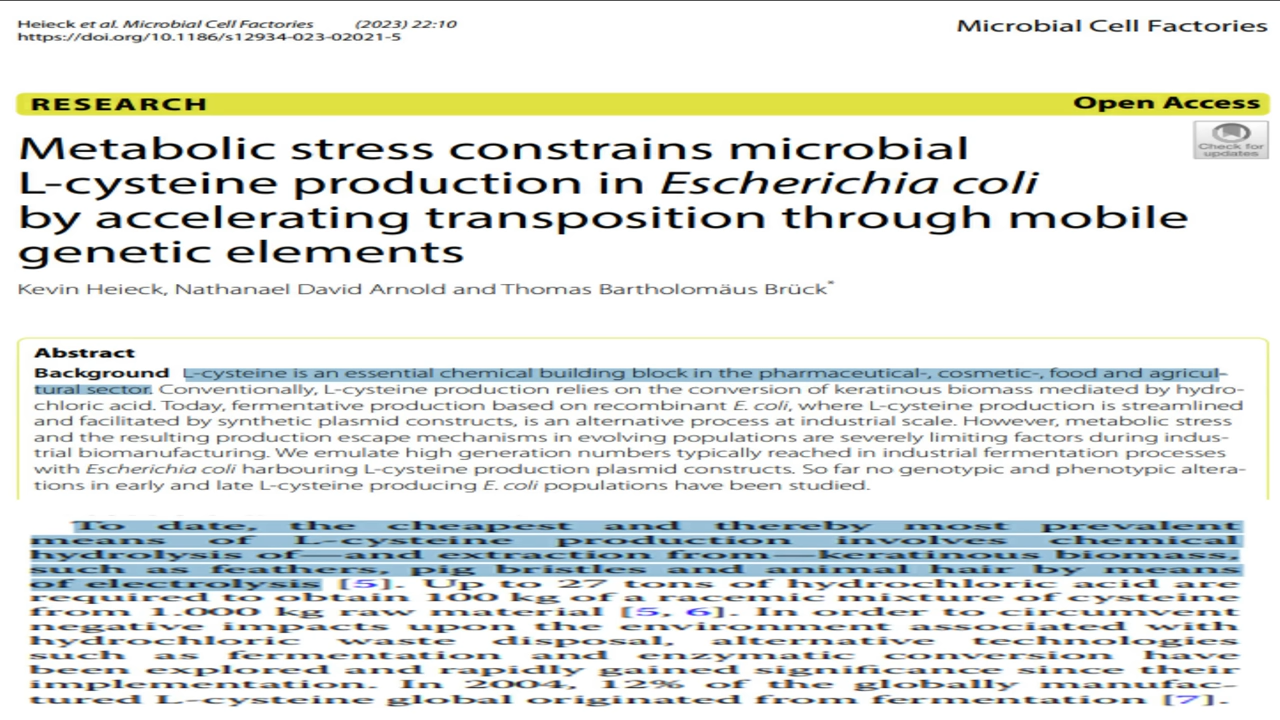 Heieck et al. Microbial Cell Factories (2023) 22:10
https://doi.org/10.1186/s12934-023-02021-5
Microbial Cell Factories
RESEARCH
Open Access
Check for
updates
Metabolic stress constrains microbial
L-cysteine production in Escherichia coli
by accelerating transposition through mobile
genetic elements
Kevin Heieck, Nathanael David Arnold and Thomas Bartholomäus Brück*
Abstract
Background L-cysteine is an essential chemical building block in the pharmaceutical-, cosmetic-, food and agricul-
tural sector. Conventionally, L-cysteine production relies on the conversion of keratinous biomass mediated by hydro-
chloric acid. Today, fermentative production based on recombinant E. coli, where L-cysteine production is streamlined
and facilitated by synthetic plasmid constructs, is an alternative process at industrial scale. However, metabolic stress
and the resulting production escape mechanisms in evolving populations are severely limiting factors during indus-
trial biomanufacturing. We emulate high generation numbers typically reached in industrial fermentation processes
with Escherichia coli harbouring L-cysteine production plasmid constructs. So far no genotypic and phenotypic altera-
tions in early and late L-cysteine producing E. coli populations have been studied.
To date, the cheapest and thereby most prevalent
means of L-cysteine production involves chemical
hydrolysis of—and extraction from—keratinous biomass,
such as feathers, pig bristles and animal hair by means
of electrolysis [5]. Up to 27 tons of hydrochloric acid are
required to obtain 100 kg of a racemic mixture of cysteine
from 1.000 kg raw material [5, 6]. In order to circumvent
negative impacts upon the environment associated with
hydrochloric waste disposal, alternative technologies
such as fermentation and enzymatic conversion have
been explored and rapidly gained significance since their
implementation. In 2004, 12% of the globally manufac-
tured L-cysteine global originated from fermentation [7].